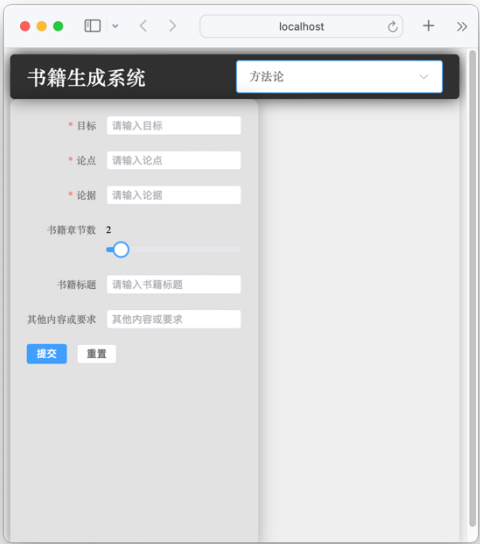 localhost
书籍生成系统
方法论
* 目标 请输入目标
* 论点 请输入论点
* 论据 请输入论据
书籍章节数 2
书籍标题 请输入书籍标题
其他内容或要求 其他内容或要求
提交 重置